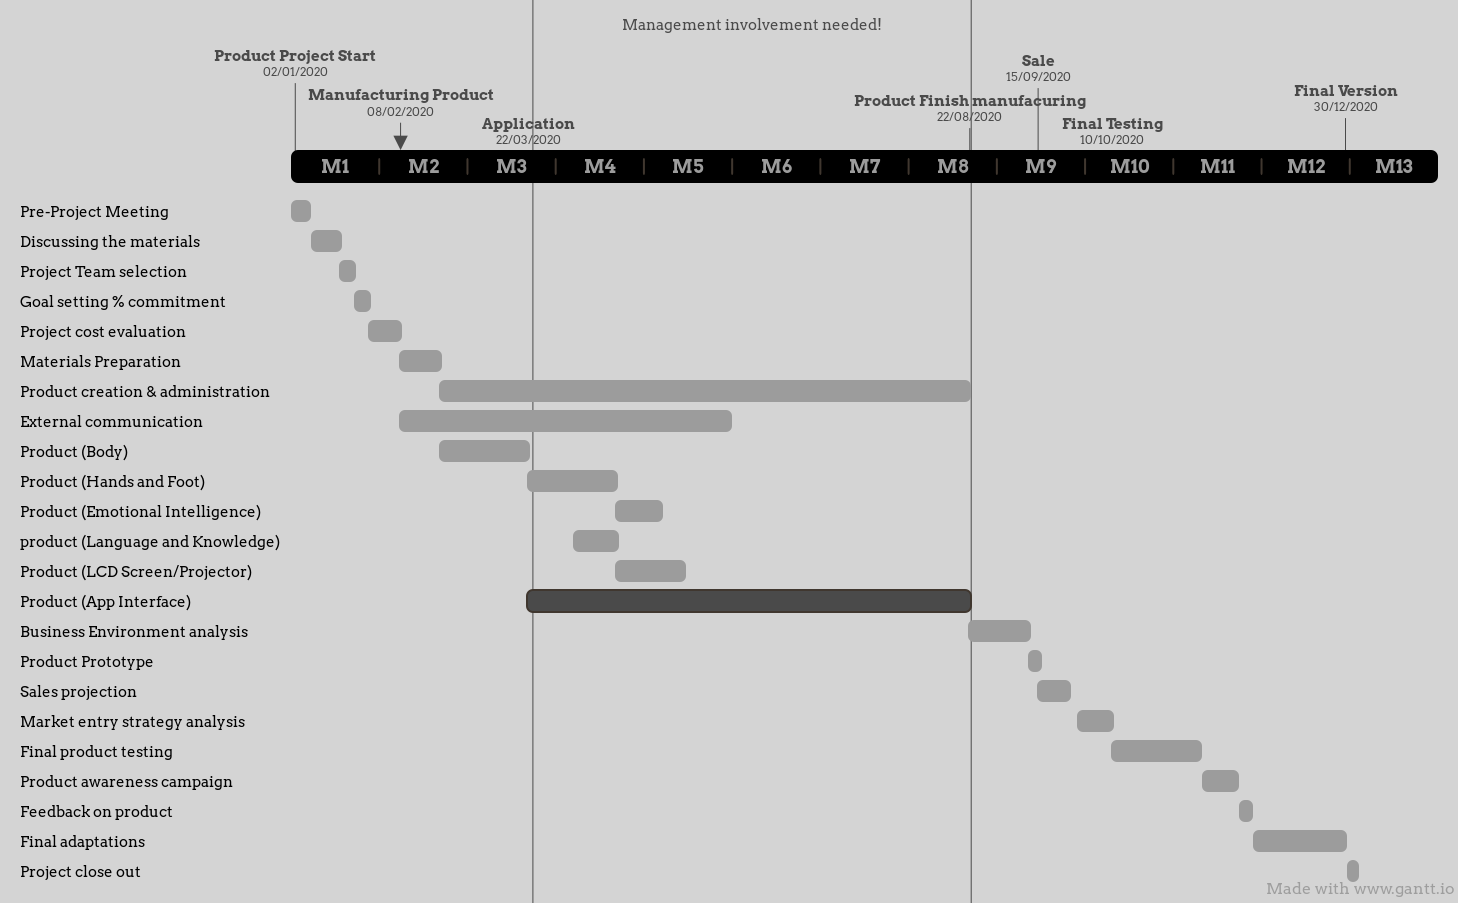 Management involvement needed!
Product Project Start
02/01/2020
Sale
15/09/2020
Manufacturing Product
08/02/2020
Final Version
30/12/2020
Product Finish manufacuring
22/08/2020
Application
22/03/2020
Final Testing
10/10/2020
M1 | M2 | M3 | M4 | M5 | M6 | M7 | M8 | M9 | M10 | M11 | M12 | M13
Pre-Project Meeting
Discussing the materials
Project Team selection
Goal setting % commitment
Project cost evaluation
Materials Preparation
Product creation & administration
External communication
Product (Body)
Product (Hands and Foot)
Product (Emotional Intelligence)
product (Language and Knowledge)
Product (LCD Screen/Projector)
Product (App Interface)
Business Environment analysis
Product Prototype
Sales projection
Market entry strategy analysis
Final product testing
Product awareness campaign
Feedback on product
Final adaptations
Project close out
Made with www.gantt.io